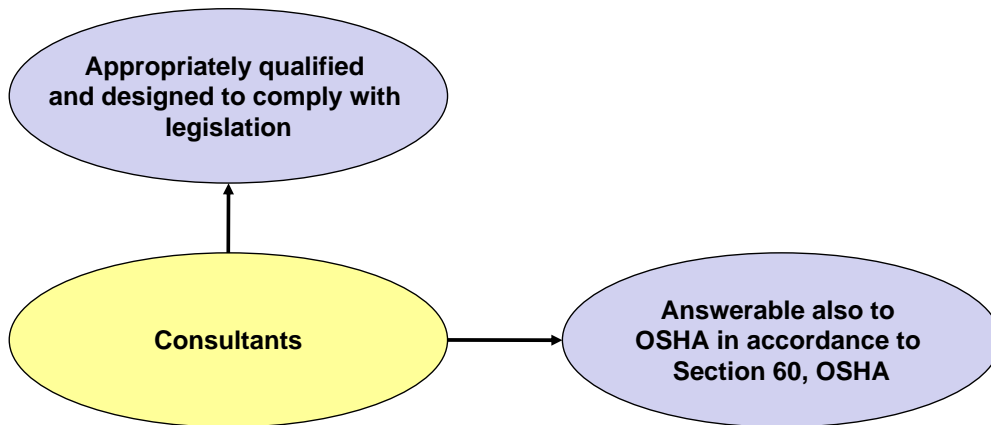 Appropriately qualified
and designed to comply with
legislation
Consultants
Answerable also to
OSHA in accordance to
Section 60, OSHA